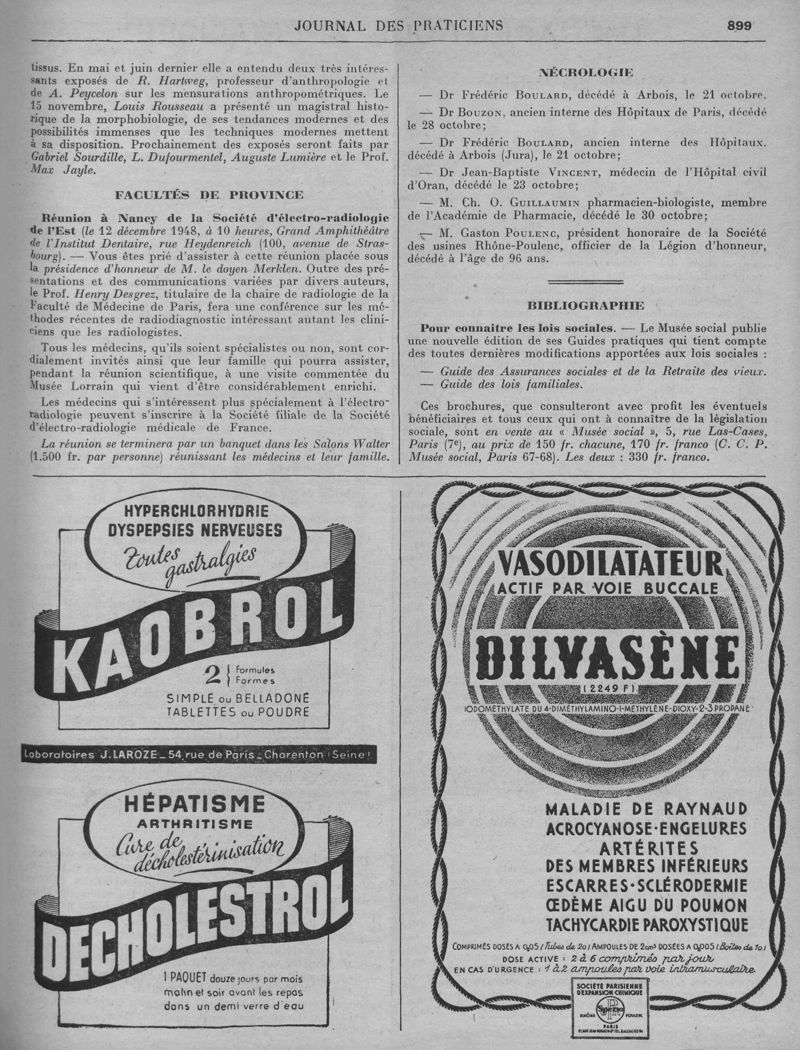 JOURNAL DES PRATICIENS
899
tissus. En mai et juin dernier elle a entendu deux très intéres-
sants exposés de R. Hartweg, professeur d'anthropologie et
de A. Peycelon sur les mensurations anthropométriques. Le
15 novembre, Louis Rousseau a présenté un magistral histo-
rique de la morphobiologie, de ses tendances modernes et des
possibilités immenses que les techniques modernes mettent
à sa disposition. Prochainement des exposés seront faits par
Gabriel Sourdille, L. Dufourmentel, Auguste Lumière et le Prof.
Max Jayle.
FACULTÉS DE PROVINCE
Réunion à Nancy de la Société d'électro-radiologie
de l'Est (le 12 décembre 1948, à 10 heures, Grand Amphithéâtre
de l'Institut Dentaire, rue Heydenreich (100, avenue de Stras-
bourg). — Vous êtes prié d'assister à cette réunion placée sous
la présidence d'honneur de M. le doyen Merklen. Outre des pré-
sentations et des communications variées par divers auteurs,
le Prof. Henry Desgrez, titulaire de la chaire de radiologie de la
Faculté de Médecine de Paris, fera une conférence sur les mé-
thodes récentes de radiodiagnostic intéressant autant les clini-
ciens que les radiologistes.
Tous les médecins, qu'ils soient spécialistes ou non, sont cor-
dialement invités ainsi que leur famille qui pourra assister,
pendant la réunion scientifique, à une visite commentée du
Musée Lorrain qui vient d'être considérablement enrichi.
Les médecins qui s'intéressent plus spécialement à l'électro-
radiologie peuvent s'inscrire à la Société filiale de la Société
d'électro-radiologie médicale de France.
La réunion se terminera par un banquet dans les Salons Walter
(1.500 fr. par personne) réunissant les médecins et leur famille.
NÉCROLOGIE
— Dr Frédéric BOULARD, décédé à Arbois, le 21 octobre.
— Dr BOUZON, ancien interne des Hôpitaux de Paris, décédé
le 28 octobre;
— Dr Frédéric BOULARD, ancien interne des Hôpitaux.
décédé à Arbois (Jura), le 21 octobre;
— Dr Jean-Baptiste VINCENT, médecin de l'Hôpital civil
d'Oran, décédé le 23 octobre;
— M. Ch. O. GUILLAUMIN pharmacien-biologiste, membre
de l'Académie de Pharmacie, décédé le 30 octobre;
— M. Gaston POULENC, président honoraire de la Société
des usines Rhône-Poulenc, officier de la Légion d'honneur,
décédé à l'âge de 96 ans.
BIBLIOGRAPHIE
Pour connaître les lois sociales. — Le Musée social publie
une nouvelle édition de ses Guides pratiques qui tient compte
des toutes dernières modifications apportées aux lois sociales :
— Guide des Assurances sociales et de la Retraite des vieux.
— Guide des lois familiales.
Ces brochures, que consulteront avec profit les éventuels
bénéficiaires et tous ceux qui ont à connaître de la législation
sociale, sont en vente au « Musée social », 5, rue Las-Cases,
Paris (7e), au prix de 150 fr. chacune, 170 fr. franco (C. C. P.
Musée social, Paris 67-68). Les deux : 330 fr. franco.
HYPERCHLORHYDRIE
DYSPEPSIES NERVEUSES
Toutes
gastralgies
KAOBROL
2 } formules
} Formes
SIMPLE ou BELLADONÉ
TABLETTES ou POUDRE
Laboratoires J. LAROZE _ 54, rue de Paris _ Charenton (Seine)
HÉPATISME
ARTHRITISME
Cure de
décholestérinisation
DECHOLESTROL
1 PAQUET douze jours par mois
matin et soir avant les repas
dans un demi verre d'eau
VASODILATATEUR
ACTIF PAR VOIE BUCCALE
DILVASÈNE
(2249 F)
IODOMÉTHYLATE DU 4-DIMÉTHYLAMINO-1-MÉTHYLÈNE-DIOXY-2-3 PROPANE
MALADIE DE RAYNAUD
ACROCYANOSE·ENGELURES
ARTÉRITES
DES MEMBRES INFÉRIEURS
ESCARRES·SCLÉRODERMIE
ŒDÈME AIGU DU POUMON
TACHYCARDIE PAROXYSTIQUE
COMPRIMÉS DOSÉS A 0,05 (Tubes de 20) AMPOULES DE 2cm³ DOSÉES A 0,005 (Boîtes de 10)
DOSE ACTIVE : 2 à 6 comprimés par jour
EN CAS D'URGENCE : 1 à 2 ampoules par voie intramusculaire
SOCIÉTÉ PARISIENNE
D'EXPANSION CHIMIQUE
Specia
RHÔNE POULENC
PARIS